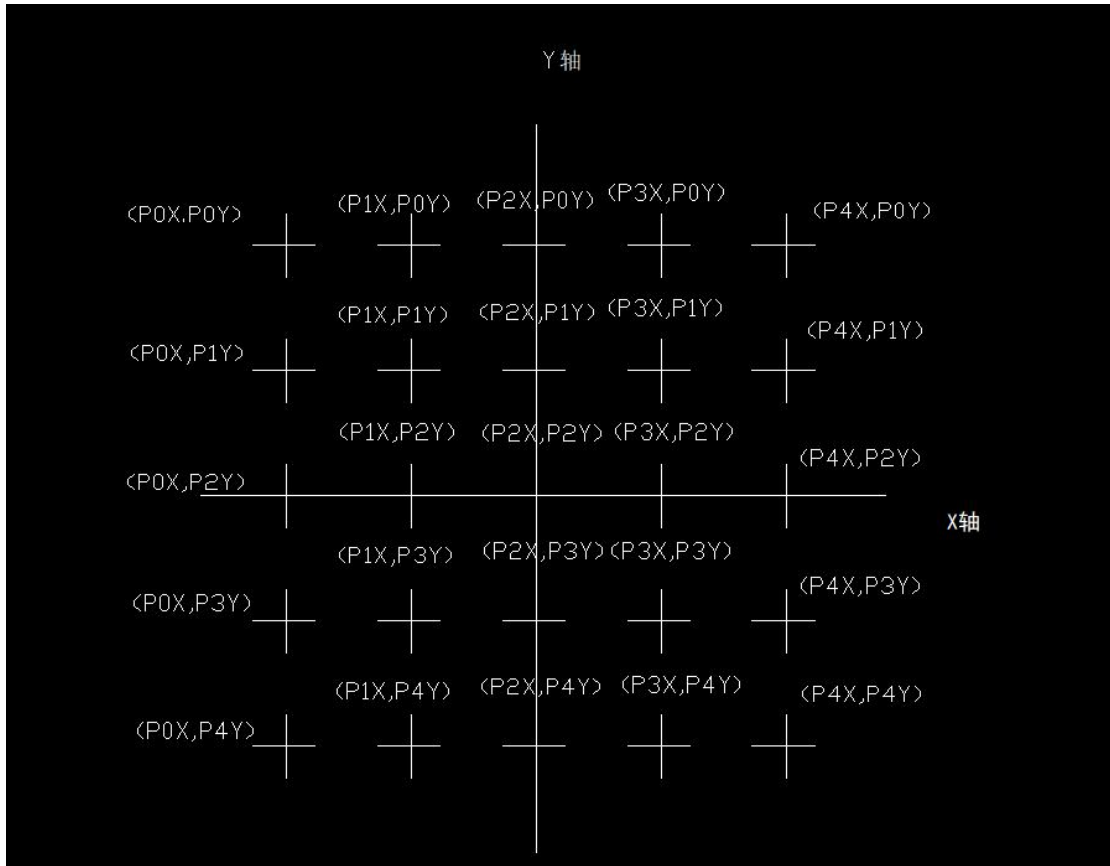 Y轴
(P0X.P0Y) (P1X,P0Y) (P2X,P0Y) (P3X,P0Y) (P4X,P0Y)
(P0X,P1Y) (P1X,P1Y) (P2X,P1Y) (P3X,P1Y) (P4X,P1Y)
(P0X,P2Y) (P1X,P2Y) (P2X,P2Y) (P3X,P2Y) (P4X,P2Y)
X轴
(P0X,P3Y) (P1X,P3Y) (P2X,P3Y) (P3X,P3Y) (P4X,P3Y)
(P0X,P4Y) (P1X,P4Y) (P2X,P4Y) (P3X,P4Y) (P4X,P4Y)